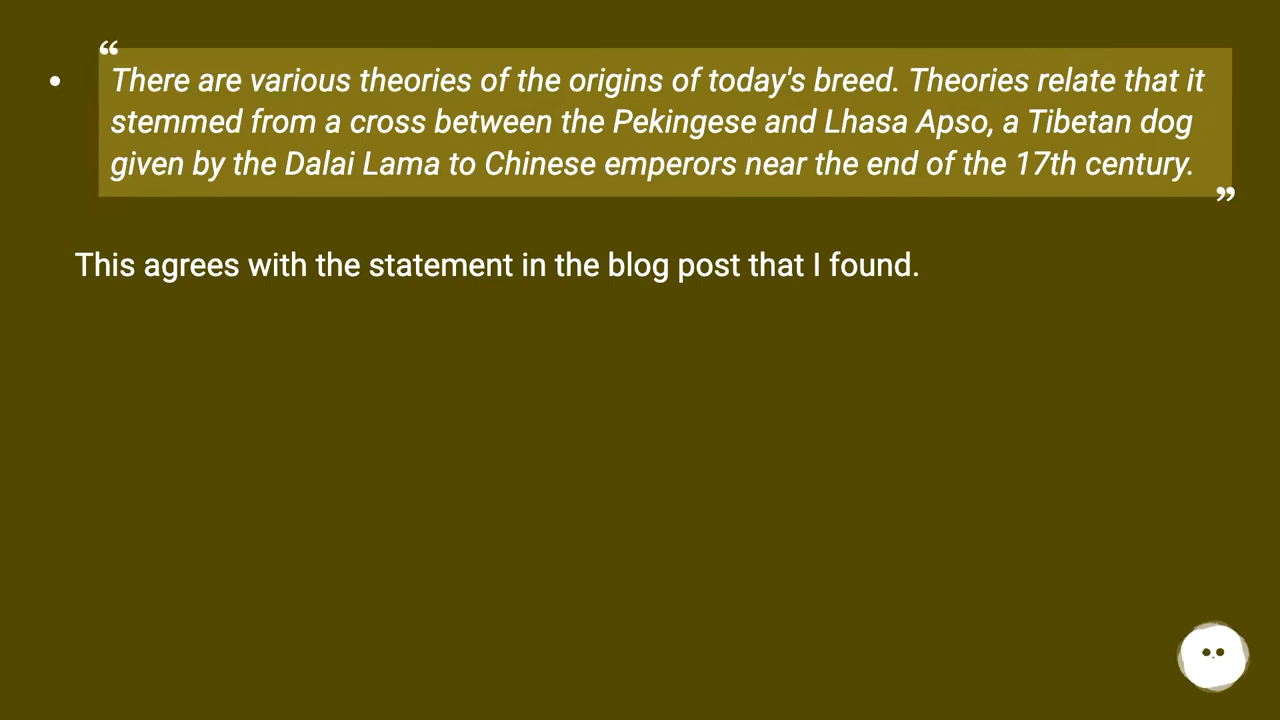 “
• There are various theories of the origins of today's breed. Theories relate that it
stemmed from a cross between the Pekingese and Lhasa Apso, a Tibetan dog
given by the Dalai Lama to Chinese emperors near the end of the 17th century.
”
This agrees with the statement in the blog post that I found.